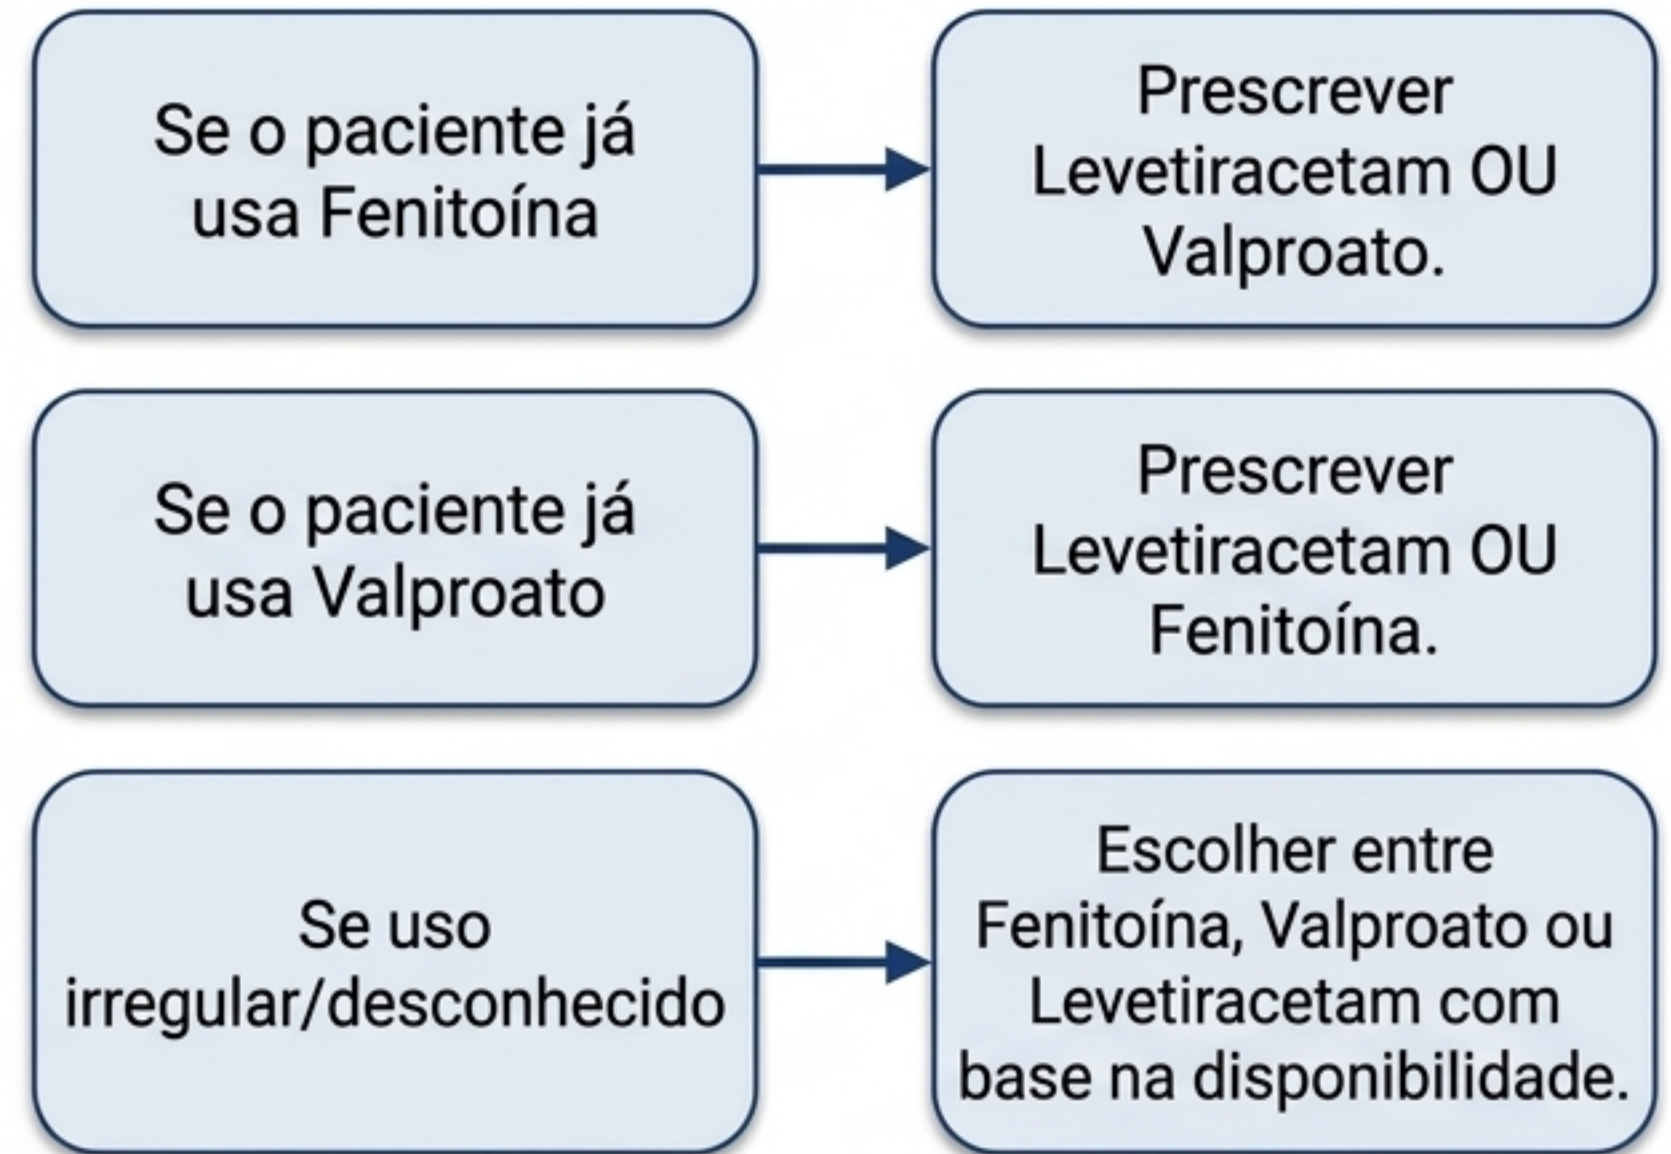 Se o paciente já
usa Fenitoína
Prescrever
Levetiracetam OU
Valproato.
Se o paciente já
usa Valproato
Prescrever
Levetiracetam OU
Fenitoína.
Se uso
irregular/desconhecido
Escolher entre
Fenitoína, Valproato ou
Levetiracetam com
base na disponibilidade.